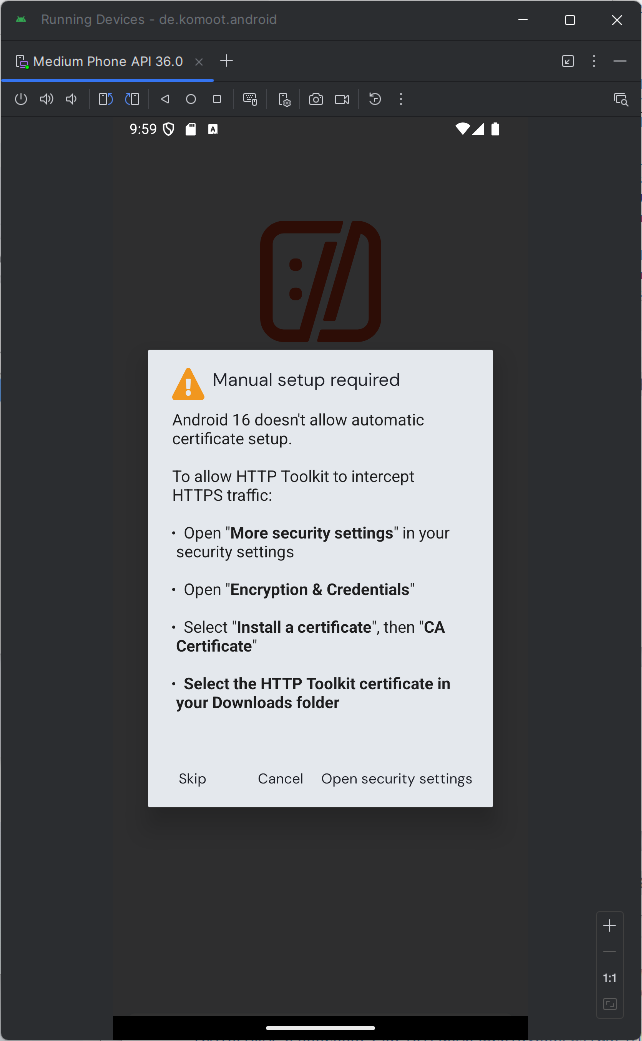 Running Devices - de.komoot.android
Medium Phone API 36.0
9:59
Manual setup required
Android 16 doesn't allow automatic
certificate setup.
To allow HTTP Toolkit to intercept
HTTPS traffic:
• Open "More security settings" in your
security settings
• Open "Encryption & Credentials"
• Select "Install a certificate", then "CA
Certificate"
• Select the HTTP Toolkit certificate in
your Downloads folder
Skip Cancel Open security settings
1:1